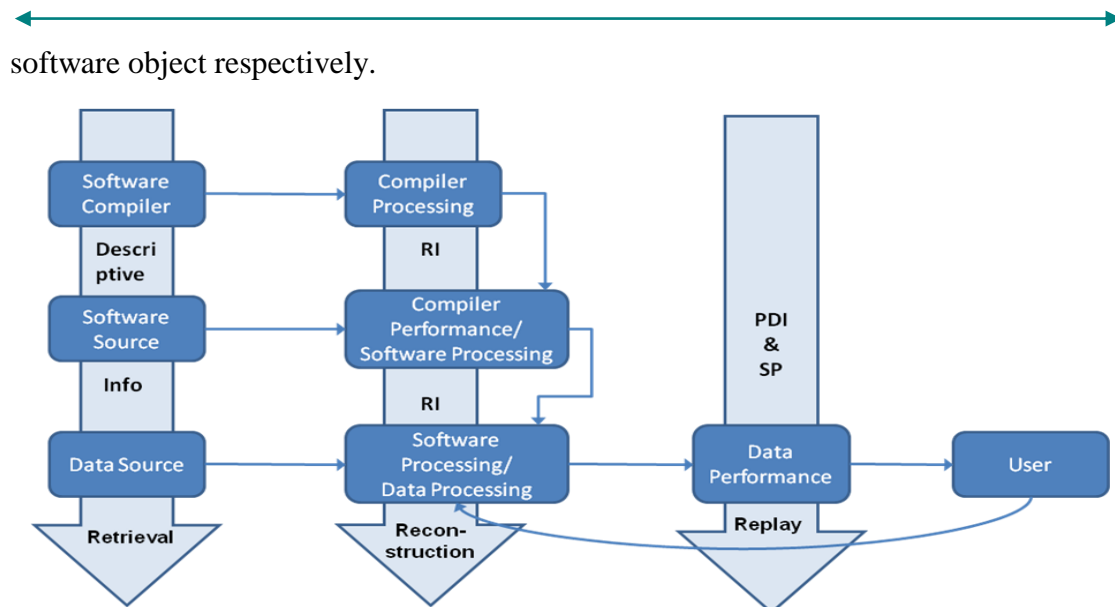 software object respectively.
Software
Compiler
Compiler
Processing
Descri
ptive
RI
Software
Source
Compiler
Performance/
Software Processing
PDI
&
SP
Info
RI
Data Source
Software
Processing/
Data Processing
Data
Performance
User
Retrieval
Recon-
struction
Replay